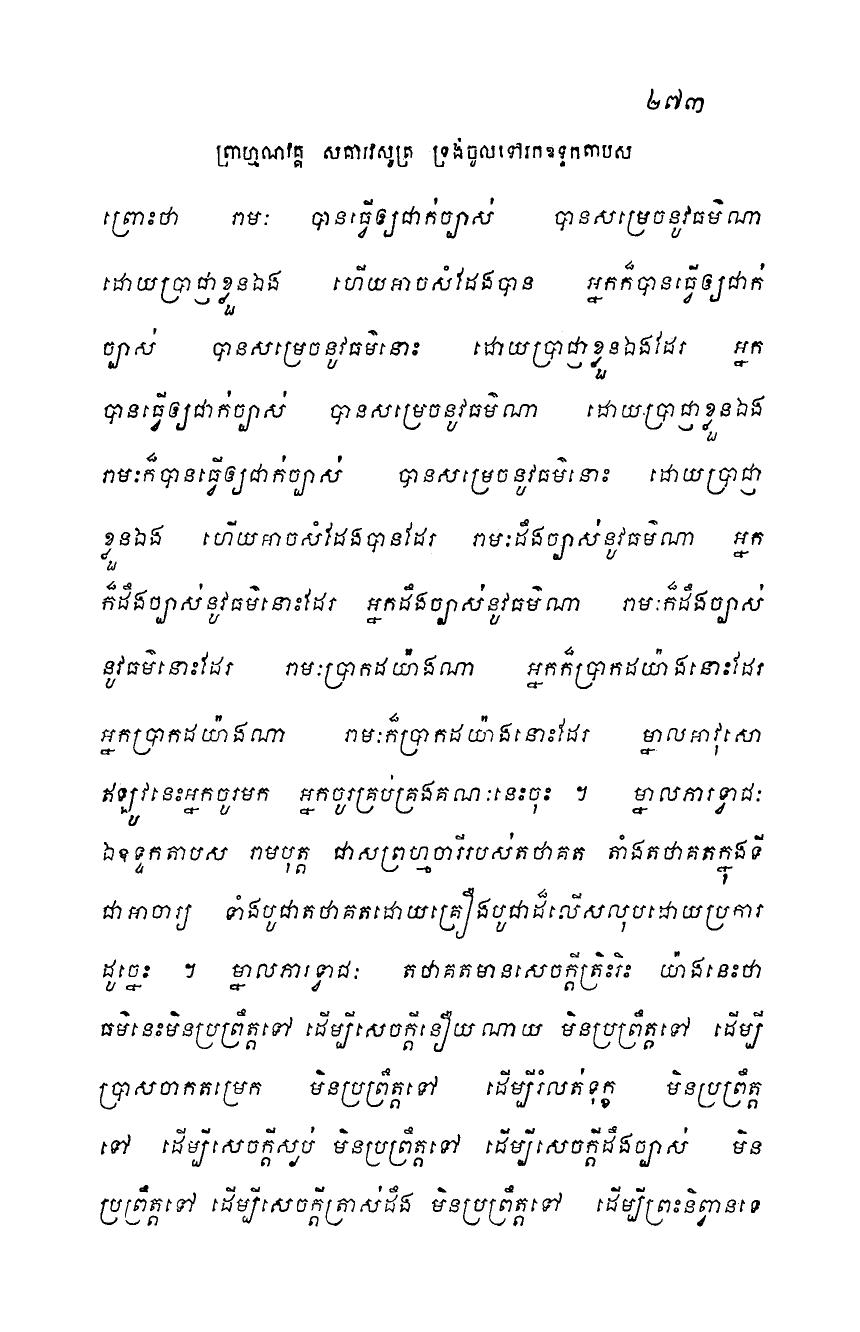 ២៧៣
ព្រាហ្មណវគ្គ សគារវសូត្រ ទ្រង់ចូលទៅរកឧទ្ទកតាបស
ព្រោះថា រាមៈ បានធ្វើឲ្យជាក់ច្បាស់ បានសម្រេចនូវធម៌ណា
ដោយប្រាជ្ញាខ្លួនឯង ហើយអាចសំដែងបាន អ្នកក៏បានធ្វើឲ្យជាក់
ច្បាស់ បានសម្រេចនូវធម៌នោះ ដោយប្រាជ្ញាខ្លួនឯងដែរ អ្នក
បានធ្វើឲ្យជាក់ច្បាស់ បានសម្រេចនូវធម៌ណា ដោយប្រាជ្ញាខ្លួនឯង
រាមៈក៏បានធ្វើឲ្យជាក់ច្បាស់ បានសម្រេចនូវធម៌នោះ ដោយប្រាជ្ញា
ខ្លួនឯង ហើយអាចសំដែងបានដែរ រាមៈដឹងច្បាស់នូវធម៌ណា អ្នក
ក៏ដឹងច្បាស់នូវធម៌នោះដែរ អ្នកដឹងច្បាស់នូវធម៌ណា រាមៈក៏ដឹងច្បាស់
នូវធម៌នោះដែរ រាមៈប្រាកដយ៉ាងណា អ្នកក៏ប្រាកដយ៉ាងនោះដែរ
អ្នកប្រាកដយ៉ាងណា រាមៈក៏ប្រាកដយ៉ាងនោះដែរ ម្នាលអាវុសោ
ឥឡូវនេះអ្នកចូរមក អ្នកចូរគ្រប់គ្រងគណៈនេះចុះ ។ ម្នាលភារទ្វាជៈ
ឯឧទ្ទកតាបស រាមបុត្ត ជាសព្រហ្មចារីរបស់តថាគត តាំងតថាគតក្នុងទី
ជាអាចារ្យ ទាំងបូជាតថាគតដោយគ្រឿងបូជាដ៏លើសលុបដោយប្រការ
ដូច្នេះ ។ ម្នាលភារទ្វាជៈ តថាគតមានសេចក្តីត្រិះរិះ យ៉ាងនេះថា
ធម៌នេះមិនប្រព្រឹត្តទៅ ដើម្បីសេចក្តីនឿយណាយ មិនប្រព្រឹត្តទៅ ដើម្បី
ប្រាសចាកតម្រេក មិនប្រព្រឹត្តទៅ ដើម្បីរំលត់ទុក្ខ មិនប្រព្រឹត្ត
ទៅ ដើម្បីសេចក្តីស្ងប់ មិនប្រព្រឹត្តទៅ ដើម្បីសេចក្តីដឹងច្បាស់ មិន
ប្រព្រឹត្តទៅ ដើម្បីសេចក្តីត្រាស់ដឹង មិនប្រព្រឹត្តទៅ ដើម្បីព្រះនិព្វានទេ